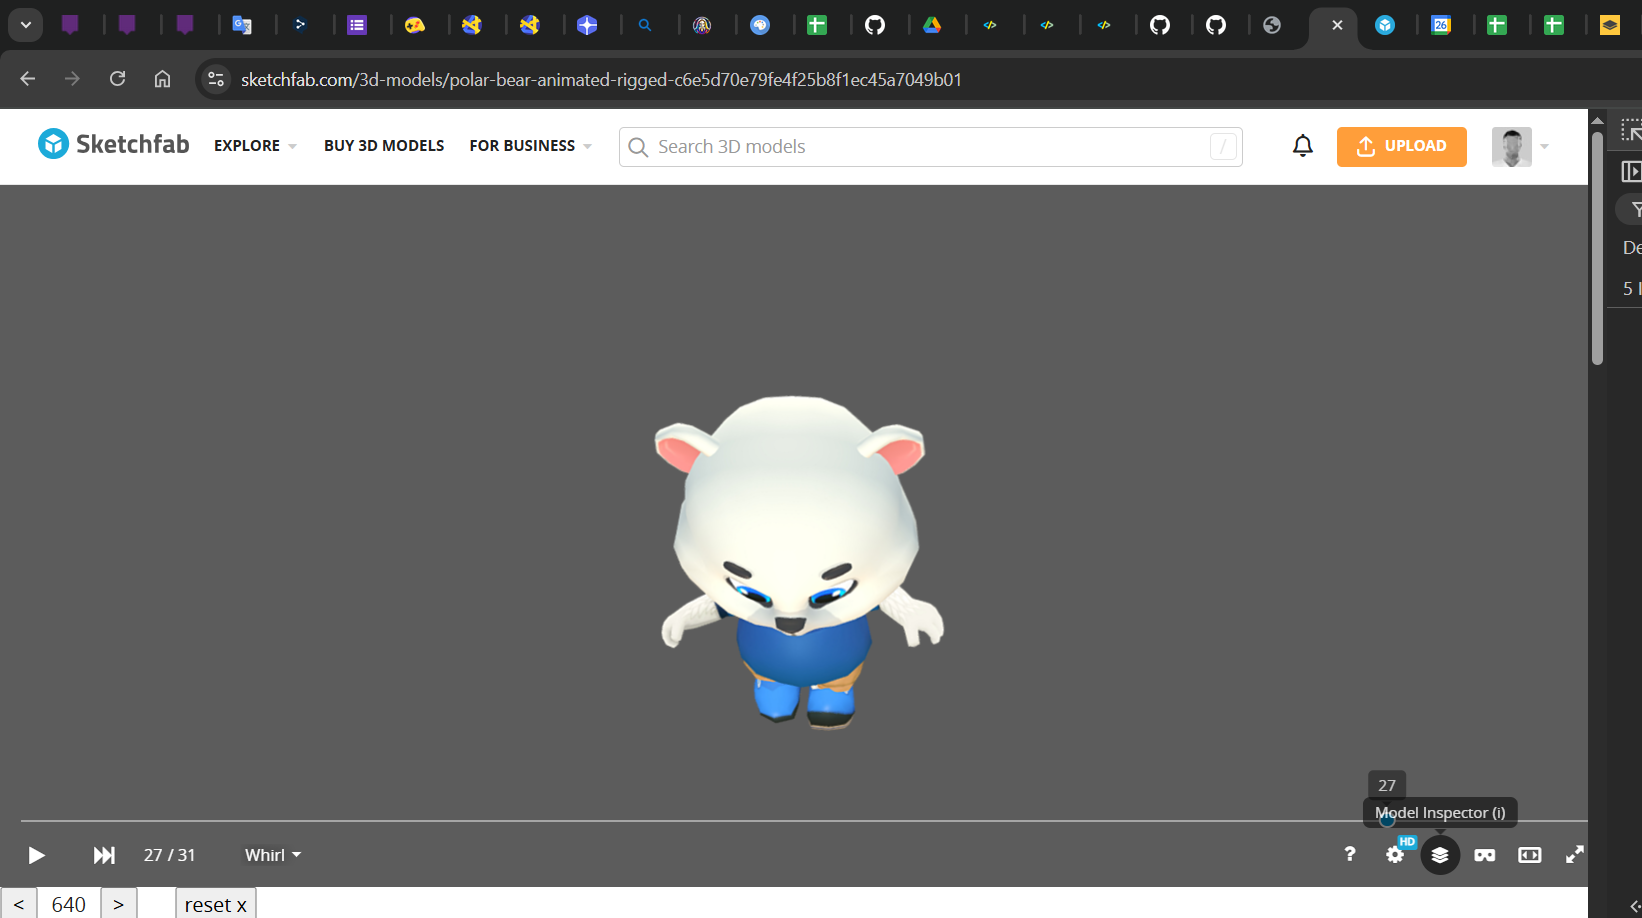 26
sketchfab.com/3d-models/polar-bear-animated-rigged-c6e5d70e79fe4f25b8f1ec45a7049b01
Sketchfab EXPLORE BUY 3D MODELS FOR BUSINESS Search 3D models / UPLOAD
De
5
27
Model Inspector (i)
27 / 31 Whirl ? HD
< 640 > reset x